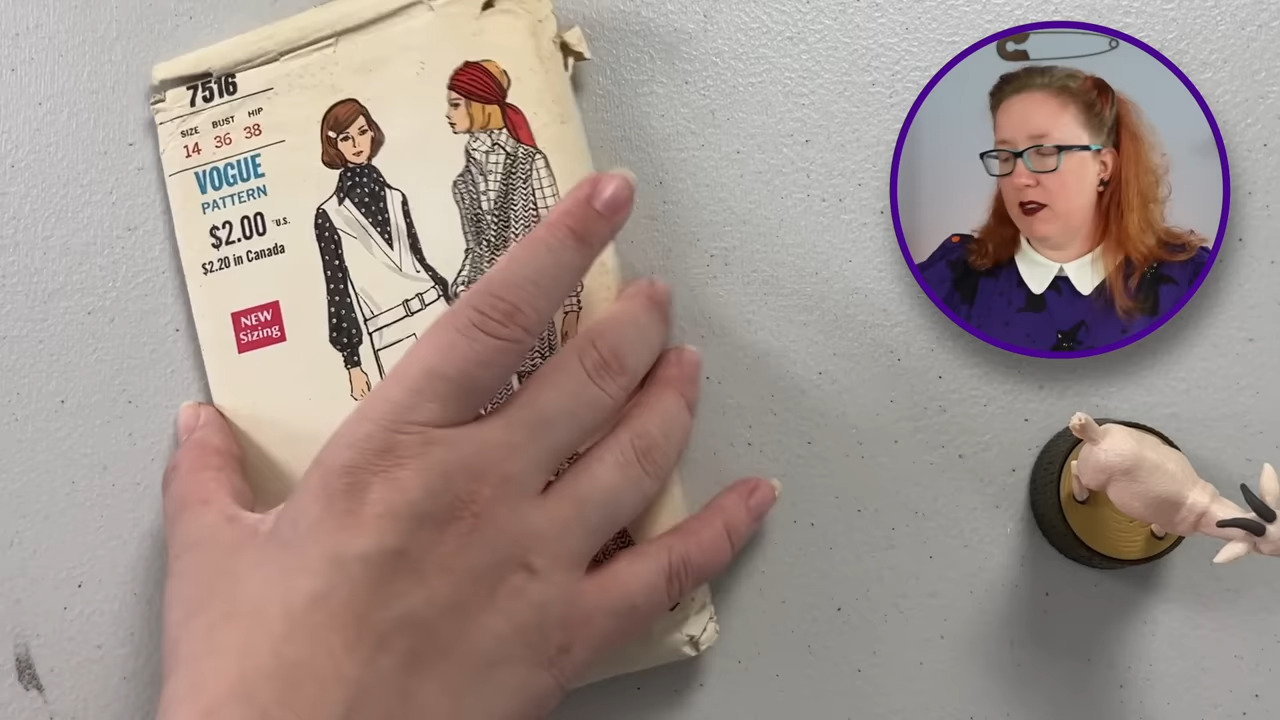 7516
SIZE BUST HIP
14 36 38
VOGUE
PATTERN
$2.00 U.S.
$2.20 in Canada
NEW
Sizing